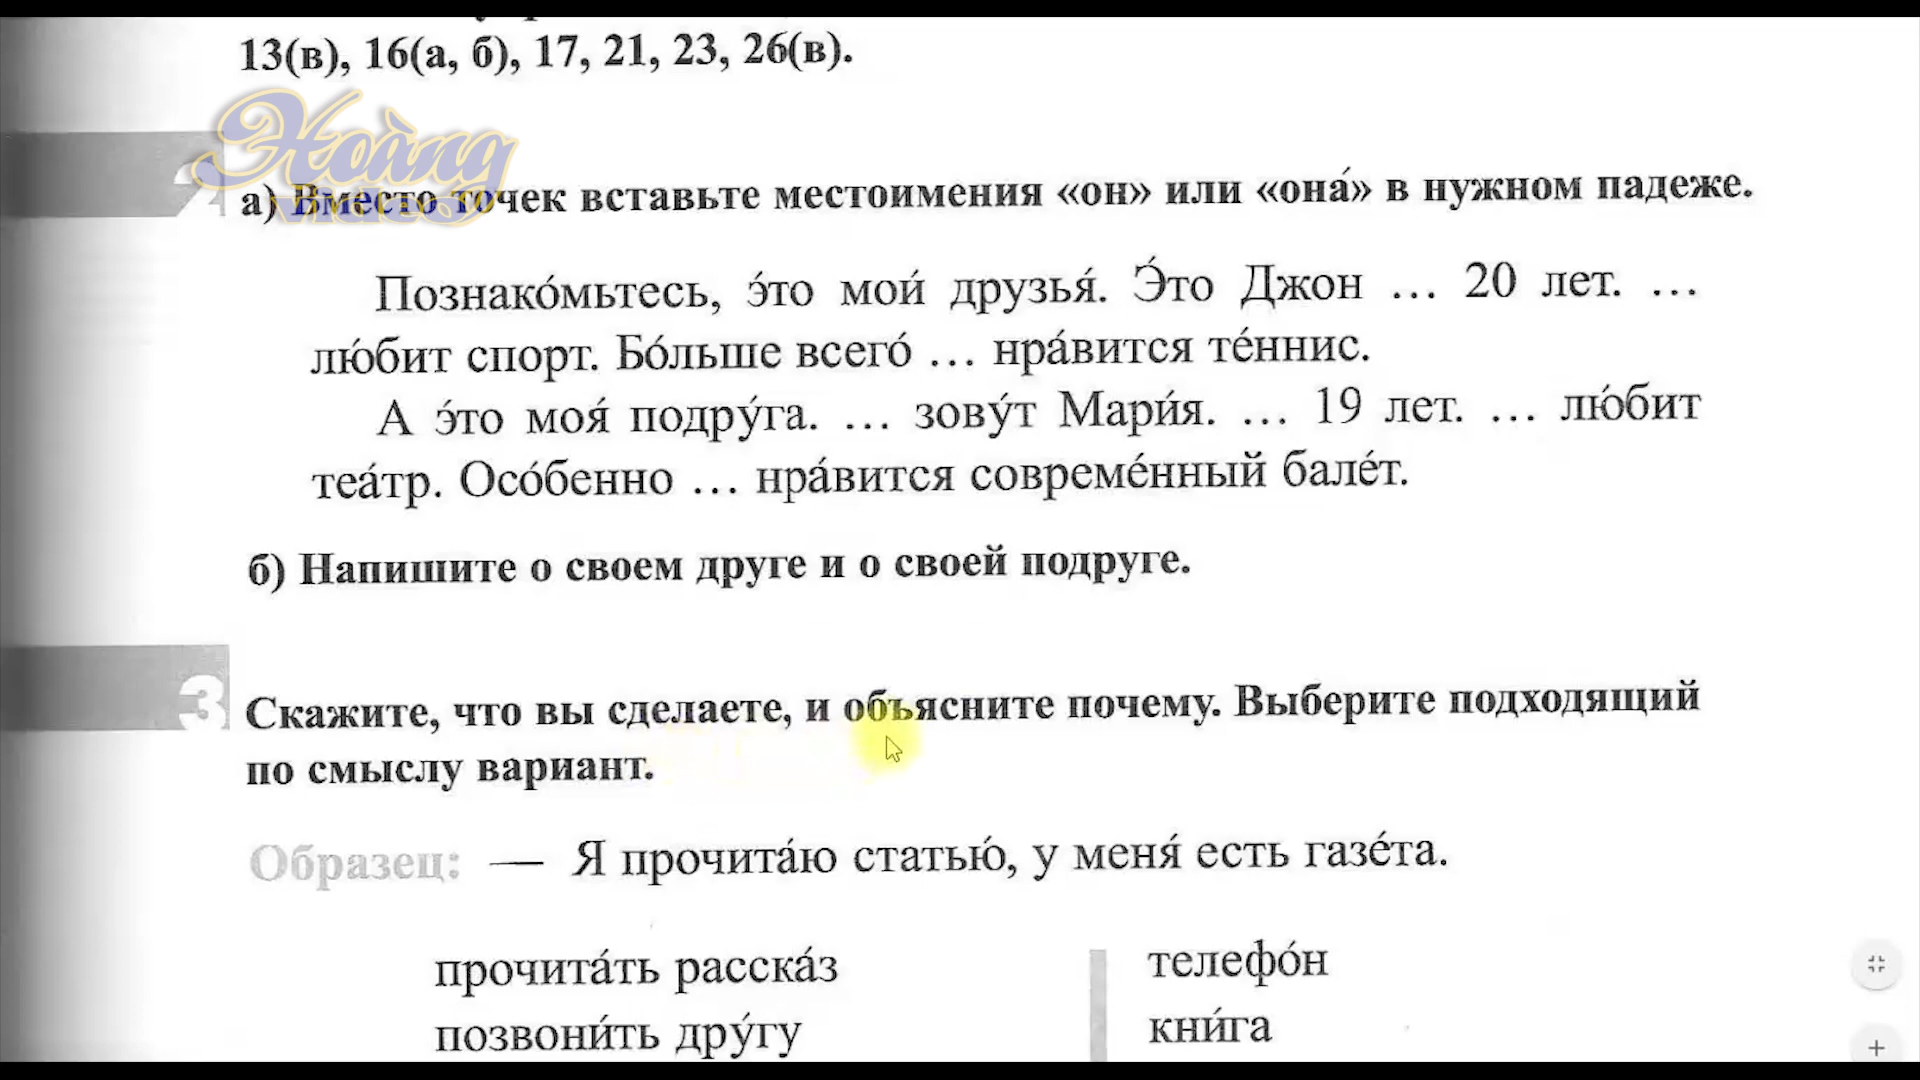 13(в), 16(а, б), 17, 21, 23, 26(в).
Hoàng
Video
2
а) Вместо точек вставьте местоимения «он» или «она́» в нужном падеже.
Познако́мьтесь, э́то мои́ друзья́. Э́то Джон … 20 лет. …
лю́бит спорт. Бо́льше всего́ … нра́вится те́ннис.
А э́то моя́ подру́га. … зову́т Мари́я. … 19 лет. … лю́бит
теа́тр. Осо́бенно … нра́вится совреме́нный бале́т.
б) Напишите о своем друге и о своей подруге.
3
Скажите, что вы сделаете, и объясните почему. Выберите подходящий
по смыслу вариант.
Образец: — Я прочита́ю статью́, у меня́ есть газе́та.
прочита́ть расска́з
позвони́ть дру́гу
телефо́н
кни́га